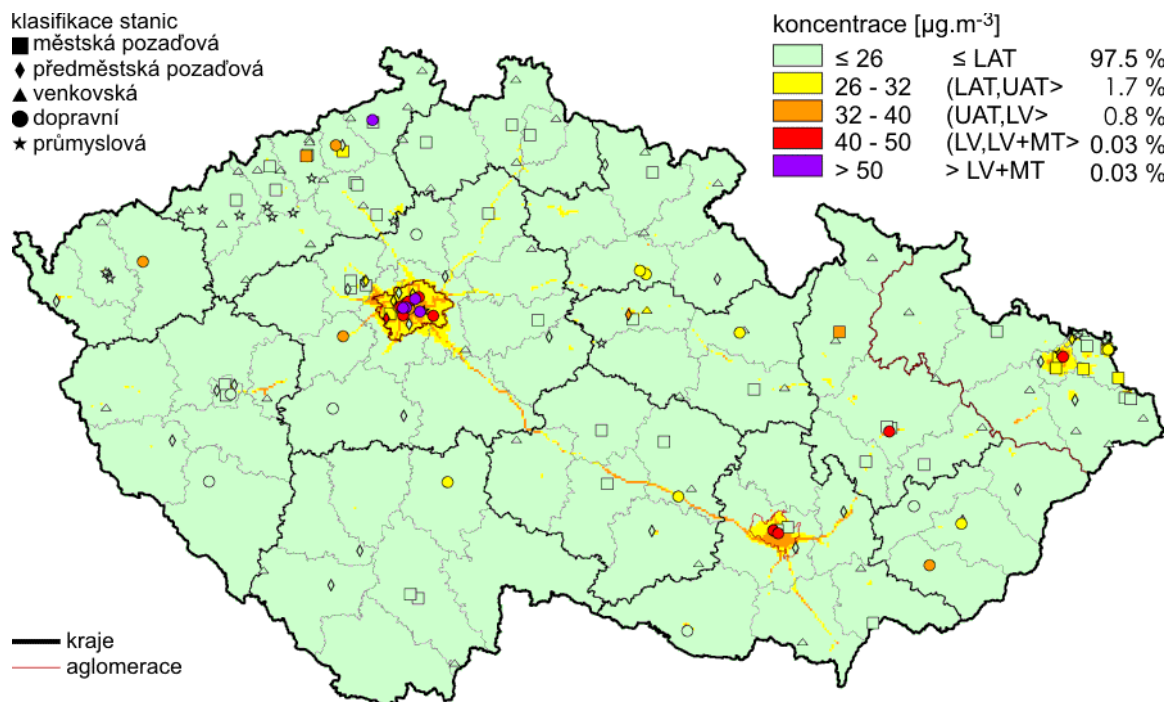 klasifikace stanic
městská pozaďová
předměstská pozaďová
venkovská
dopravní
průmyslová
koncentrace [µg.m-3]
≤ 26 ≤ LAT 97.5 %
26 - 32 (LAT,UAT> 1.7 %
32 - 40 (UAT,LV> 0.8 %
40 - 50 (LV,LV+MT> 0.03 %
> 50 > LV+MT 0.03 %
kraje
aglomerace